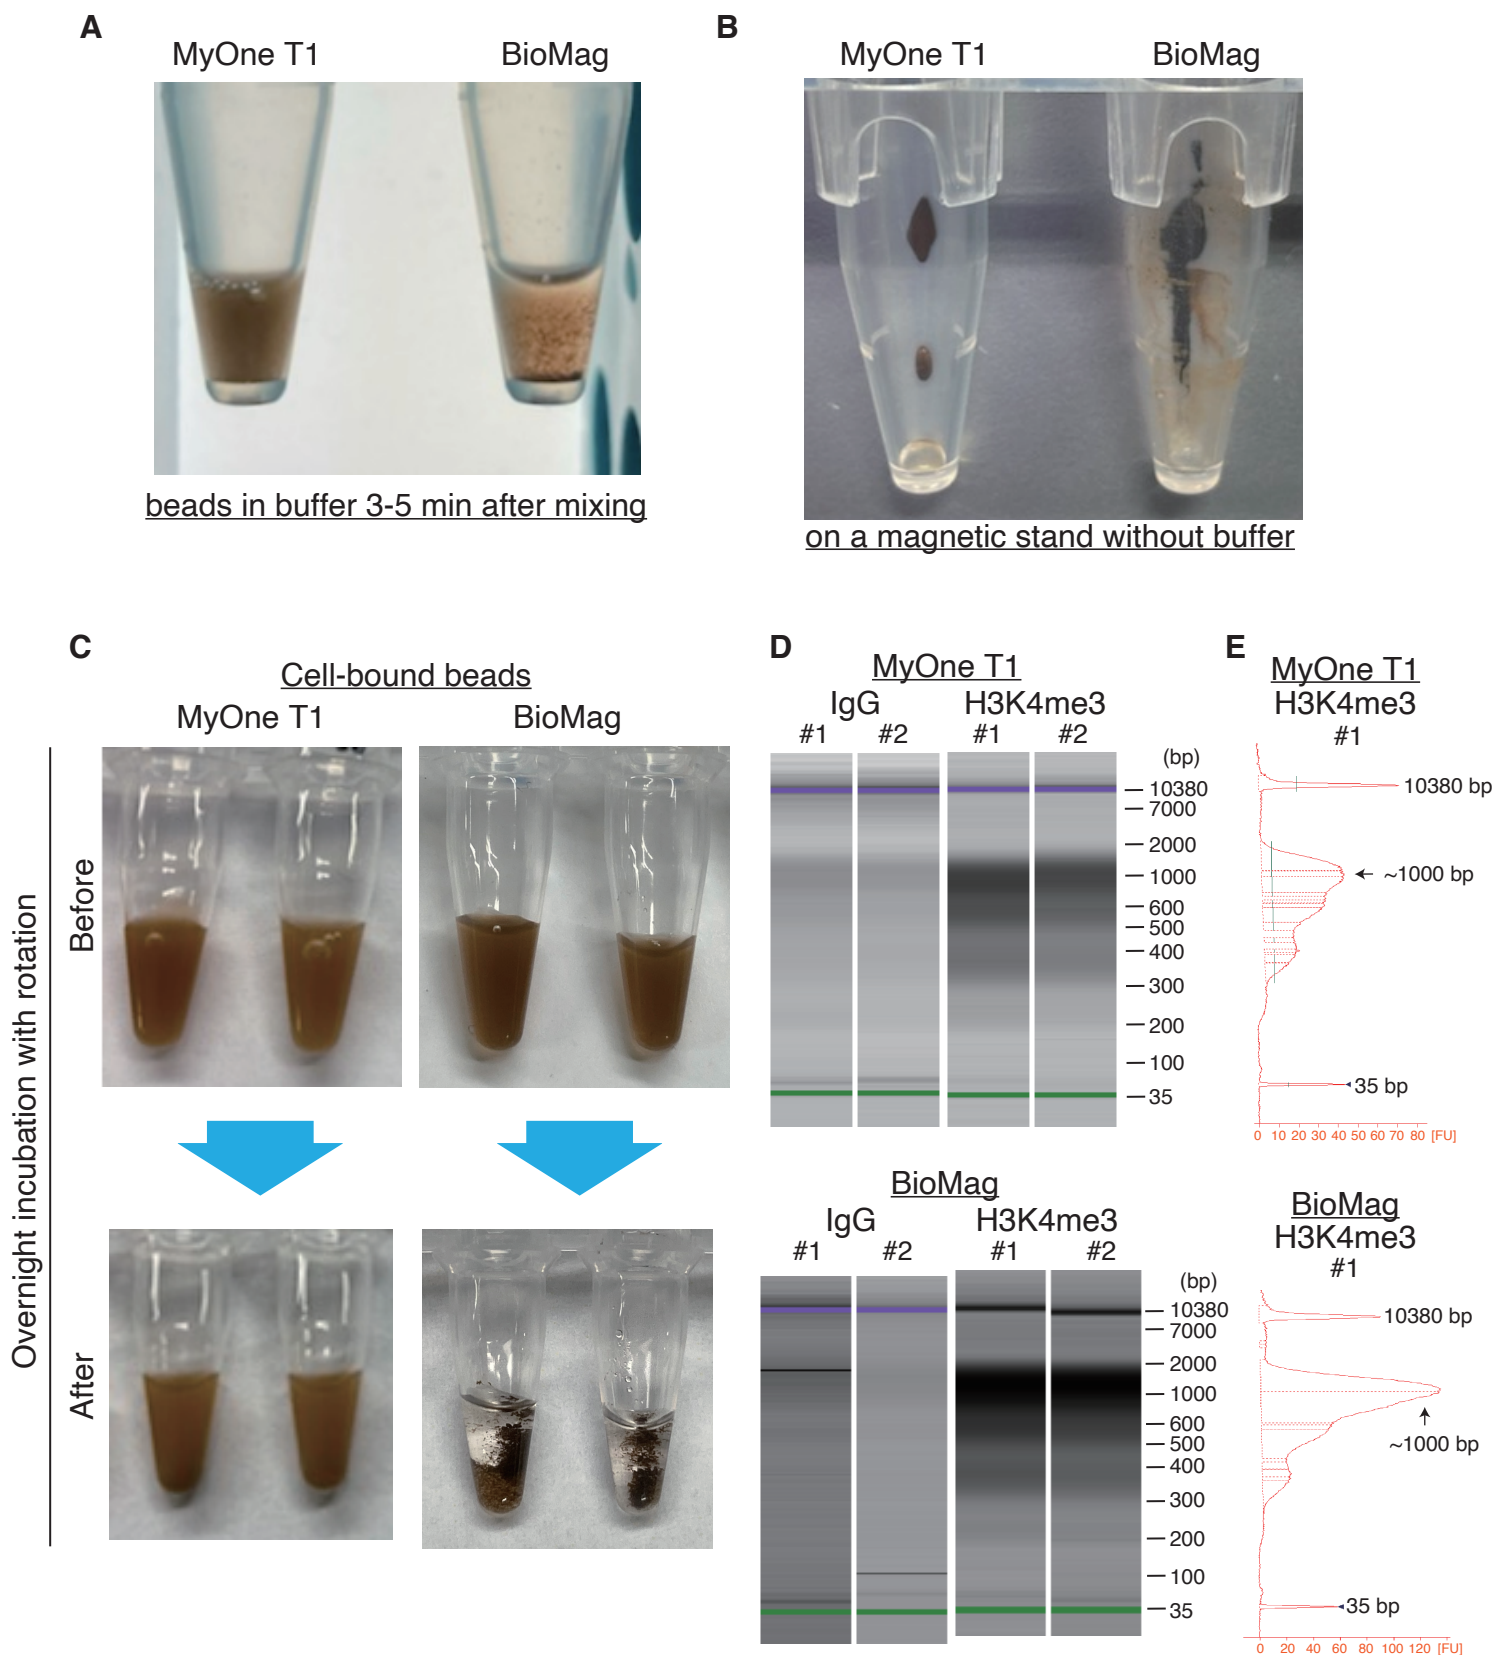 A
MyOne T1
BioMag
beads in buffer 3-5 min after mixing
B
MyOne T1
BioMag
on a magnetic stand without buffer
C
Cell-bound beads
MyOne T1
BioMag
Overnight incubation with rotation
Before
After
D
MyOne T1
IgG
H3K4me3
#1
#2
#1
#2
(bp)
10380
7000
2000
1000
600
500
400
300
200
100
35
BioMag
IgG
H3K4me3
#1
#2
#1
#2
(bp)
10380
7000
2000
1000
600
500
400
300
200
100
35
E
MyOne T1
H3K4me3
#1
10380 bp
~1000 bp
35 bp
0 10 20 30 40 50 60 70 80 [FU]
BioMag
H3K4me3
#1
10380 bp
~1000 bp
35 bp
0 20 40 60 80 100 120 [FU]